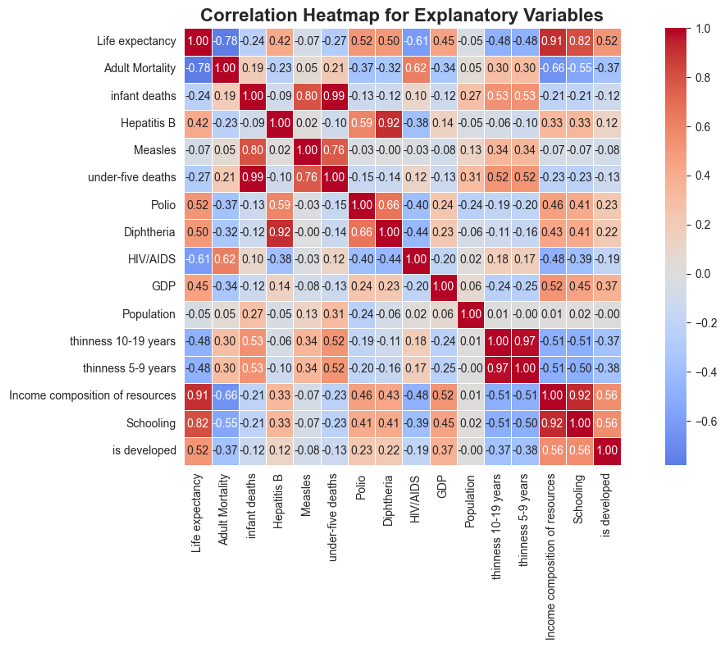 Correlation Heatmap for Explanatory Variables
Life expectancy 1.00 -0.78 -0.24 0.42 -0.07 -0.27 0.52 0.50 -0.61 0.45 -0.05 -0.48 -0.48 0.91 0.82 0.52
Adult Mortality -0.78 1.00 0.19 -0.23 0.05 0.21 -0.37 -0.32 0.62 -0.34 0.05 0.30 0.30 -0.66 -0.55 -0.37
infant deaths -0.24 0.19 1.00 -0.09 0.80 0.99 -0.13 -0.12 0.10 -0.12 0.27 0.53 0.53 -0.21 -0.21 -0.12
Hepatitis B 0.42 -0.23 -0.09 1.00 0.02 -0.10 0.59 0.92 -0.38 0.14 -0.05 -0.06 -0.10 0.33 0.33 0.12
Measles -0.07 0.05 0.80 0.02 1.00 0.76 -0.03 -0.00 -0.03 -0.08 0.13 0.34 0.34 -0.07 -0.07 -0.08
under-five deaths -0.27 0.21 0.99 -0.10 0.76 1.00 -0.15 -0.14 0.12 -0.13 0.31 0.52 0.52 -0.23 -0.23 -0.13
Polio 0.52 -0.37 -0.13 0.59 -0.03 -0.15 1.00 0.66 -0.40 0.24 -0.24 -0.19 -0.20 0.46 0.41 0.23
Diphtheria 0.50 -0.32 -0.12 0.92 -0.00 -0.14 0.66 1.00 -0.44 0.23 -0.06 -0.11 -0.16 0.43 0.41 0.22
HIV/AIDS -0.61 0.62 0.10 -0.38 -0.03 0.12 -0.40 -0.44 1.00 -0.20 0.02 0.18 0.17 -0.48 -0.39 -0.19
GDP 0.45 -0.34 -0.12 0.14 -0.08 -0.13 0.24 0.23 -0.20 1.00 0.06 -0.24 -0.25 0.52 0.45 0.37
Population -0.05 0.05 0.27 -0.05 0.13 0.31 -0.24 -0.06 0.02 0.06 1.00 0.01 -0.00 0.01 0.02 -0.00
thinness 10-19 years -0.48 0.30 0.53 -0.06 0.34 0.52 -0.19 -0.11 0.18 -0.24 0.01 1.00 0.97 -0.51 -0.51 -0.37
thinness 5-9 years -0.48 0.30 0.53 -0.10 0.34 0.52 -0.20 -0.16 0.17 -0.25 -0.00 0.97 1.00 -0.51 -0.50 -0.38
Income composition of resources 0.91 -0.66 -0.21 0.33 -0.07 -0.23 0.46 0.43 -0.48 0.52 0.01 -0.51 -0.51 1.00 0.92 0.56
Schooling 0.82 -0.55 -0.21 0.33 -0.07 -0.23 0.41 0.41 -0.39 0.45 0.02 -0.51 -0.50 0.92 1.00 0.56
is developed 0.52 -0.37 -0.12 0.12 -0.08 -0.13 0.23 0.22 -0.19 0.37 -0.00 -0.37 -0.38 0.56 0.56 1.00
Life expectancy
Adult Mortality
infant deaths
Hepatitis B
Measles
under-five deaths
Polio
Diphtheria
HIV/AIDS
GDP
Population
thinness 10-19 years
thinness 5-9 years
Income composition of resources
Schooling
is developed
1.0
0.8
0.6
0.4
0.2
0.0
−0.2
−0.4
−0.6